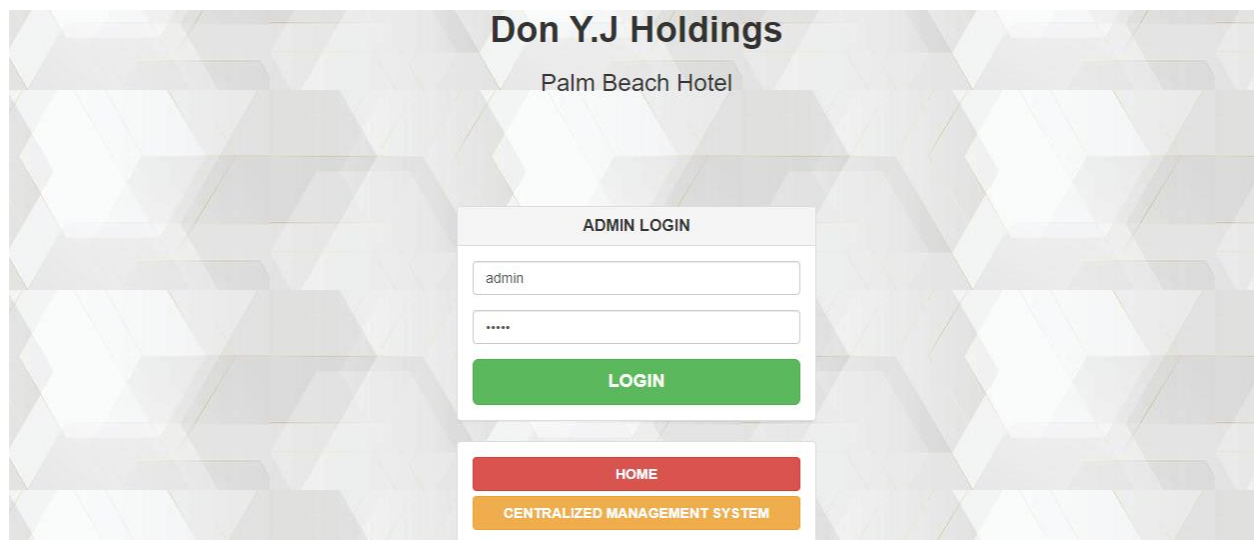 Don Y.J Holdings
Palm Beach Hotel
ADMIN LOGIN
admin
•••••
LOGIN
HOME
CENTRALIZED MANAGEMENT SYSTEM